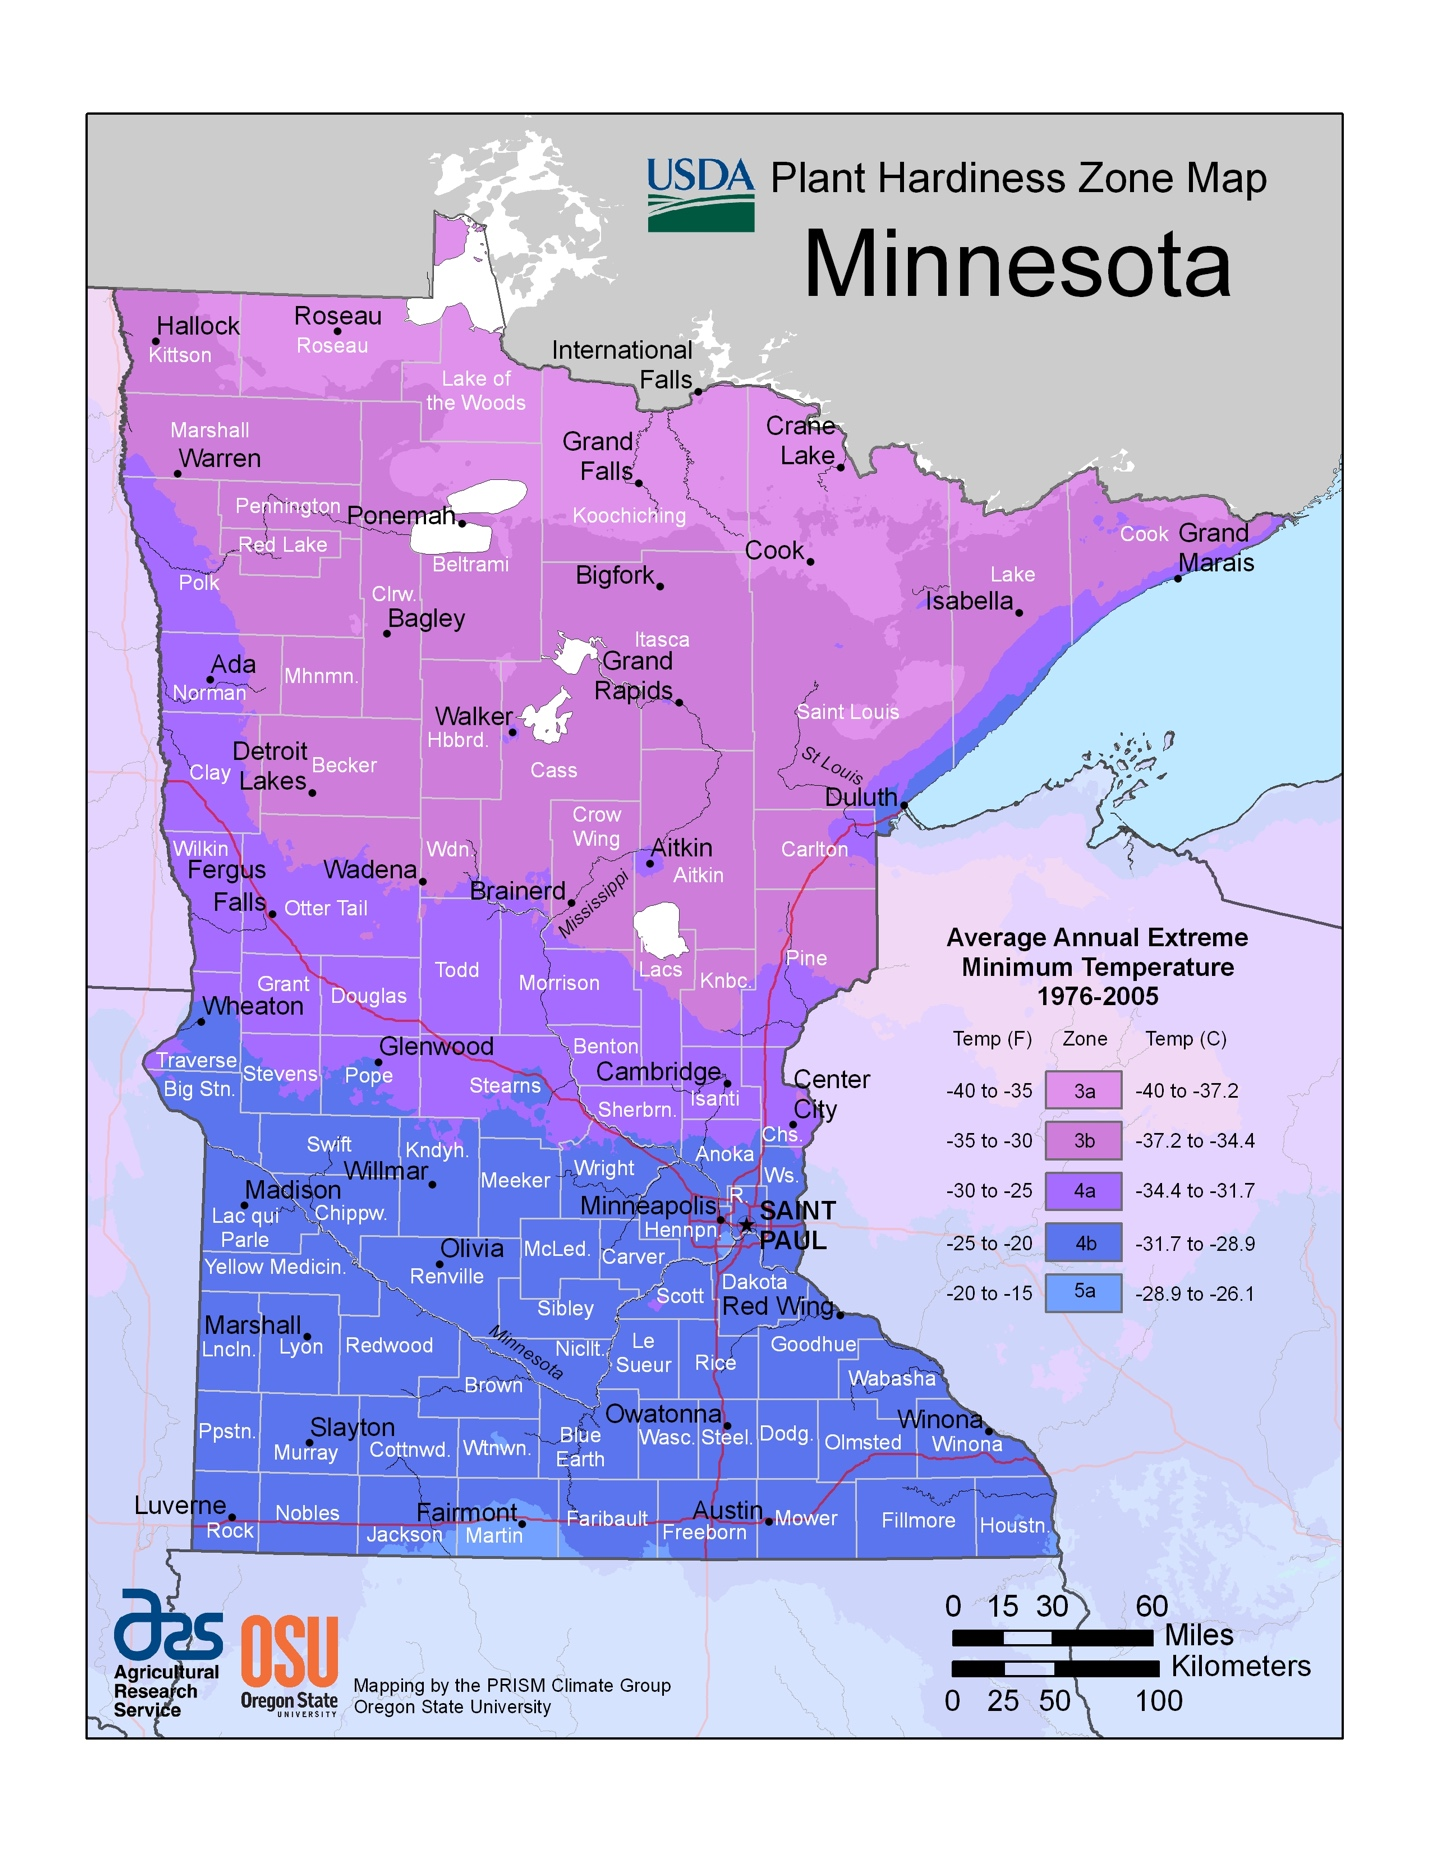 USDA
Plant Hardiness Zone Map
Minnesota
Hallock
Kittson
Roseau
Roseau
International
Falls
Lake of
the Woods
Marshall
Warren
Grand
Falls
Crane
Lake
Pennington
Ponemah
Koochiching
Red Lake
Beltrami
Cook
Cook
Grand
Marais
Polk
Clrw.
Bagley
Bigfork
Lake
Isabella
Itasca
Ada
Norman
Mhnmn.
Grand
Rapids
Walker
Hbbrd.
Saint Louis
Detroit
Lakes
Clay
Becker
Cass
St Louis
Duluth
Crow
Wing
Wilkin
Fergus
Falls
Wadena
Wdn.
Aitkin
Aitkin
Carlton
Brainerd
Mississippi
Otter Tail
Todd
Morrison
Lacs
Knbc.
Pine
Grant
Douglas
Wheaton
Traverse
Big Stn.
Stevens
Glenwood
Pope
Stearns
Benton
Cambridge
Isanti
Sherbrn.
Center
City
Chs.
Swift
Kndyh.
Willmar
Meeker
Wright
Anoka
Ws.
Madison
Lac qui
Parle
Chippw.
Minneapolis
Hennpn.
R.
SAINT
PAUL
Yellow Medicin.
Olivia
Renville
McLed.
Carver
Dakota
Scott
Red Wing
Sibley
Marshall
Lncln.
Lyon
Redwood
Minnesota
Nicllt.
Le
Sueur
Rice
Goodhue
Wabasha
Brown
Ppstn.
Slayton
Murray
Cottnwd.
Wtnwn.
Blue
Earth
Owatonna
Wasc.
Steel.
Dodg.
Olmsted
Winona
Winona
Luverne
Rock
Nobles
Jackson
Fairmont
Martin
Faribault
Freeborn
Austin
Mower
Fillmore
Houstn.
Average Annual Extreme
Minimum Temperature
1976-2005
Temp (F) Zone Temp (C)
-40 to -35 3a -40 to -37.2
-35 to -30 3b -37.2 to -34.4
-30 to -25 4a -34.4 to -31.7
-25 to -20 4b -31.7 to -28.9
-20 to -15 5a -28.9 to -26.1
ars
Agricultural
Research
Service
OSU
Oregon State
UNIVERSITY
Mapping by the PRISM Climate Group
Oregon State University
0 15 30 60
Miles
Kilometers
0 25 50 100